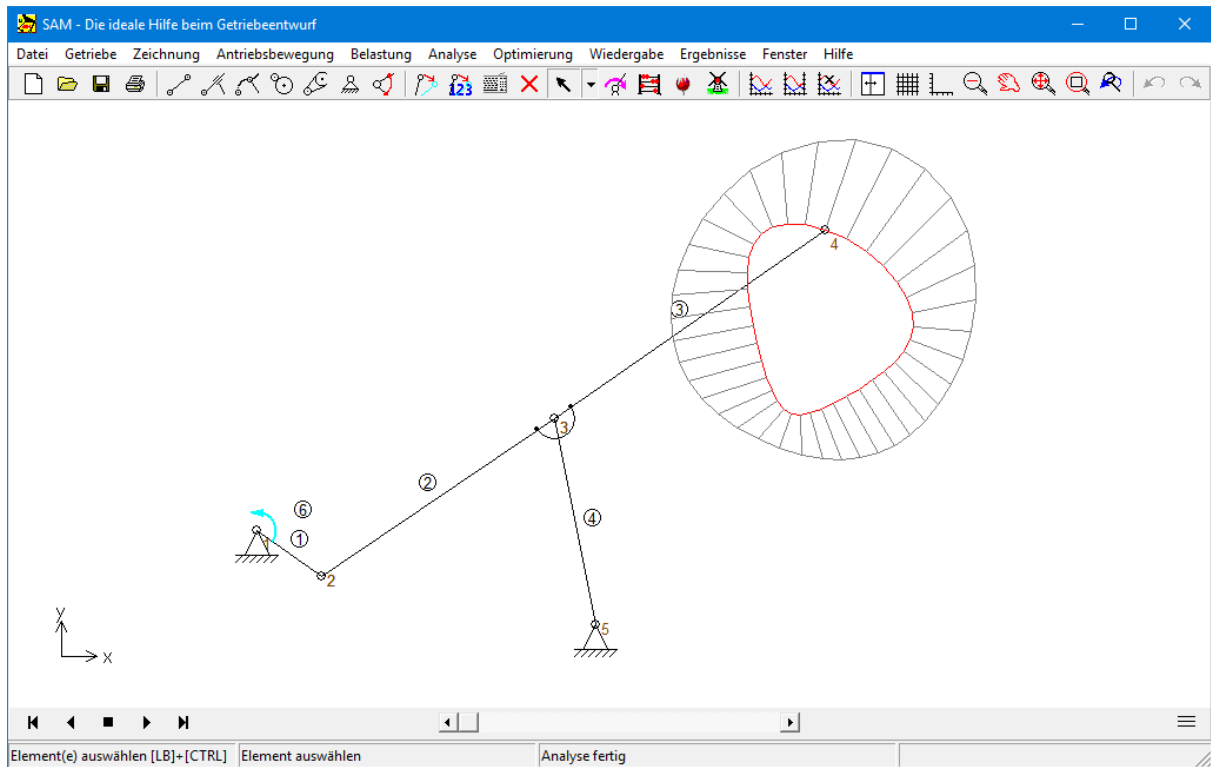 SAM - Die ideale Hilfe beim Getriebeentwurf
Datei Getriebe Zeichnung Antriebsbewegung Belastung Analyse Optimierung Wiedergabe Ergebnisse Fenster Hilfe
123
4
③
3
②
⑥
④
1 ①
2
5
y
x
Element(e) auswählen [LB]+[CTRL] Element auswählen Analyse fertig